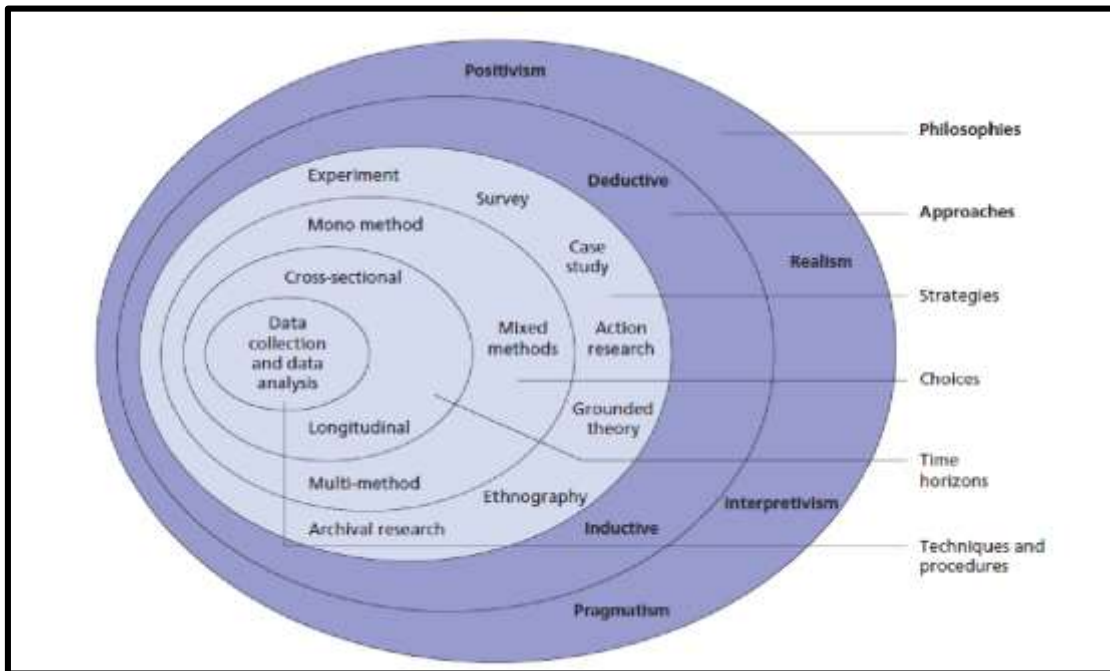 Positivism
Philosophies
Experiment
Deductive
Survey
Approaches
Mono method
Case
study
Realism
Cross-sectional
Strategies
Data
collection
and data
analysis
Mixed
methods
Action
research
Choices
Grounded
theory
Longitudinal
Time
horizons
Multi-method
Ethnography
Interpretivism
Archival research
Inductive
Techniques and
procedures
Pragmatism